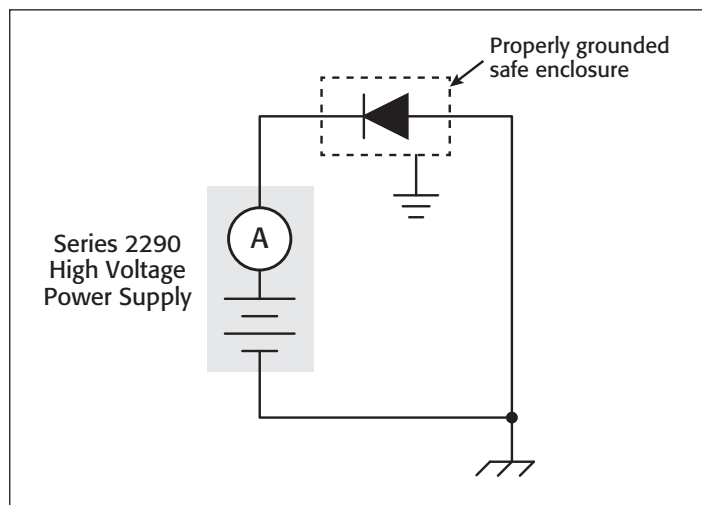 Properly grounded
safe enclosure
A
Series 2290
High Voltage
Power Supply